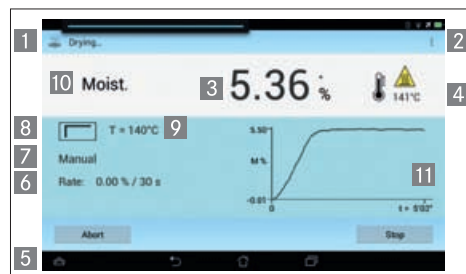 1 Drying... 2
10 Moist. 3 5.36 * % 141°C 4
8 T = 140°C 9 5.50
7 Manual M %
6 Rate: 0.00 % / 30 s 11
-0.01
0 t = 5'02"
Abort Stop
5